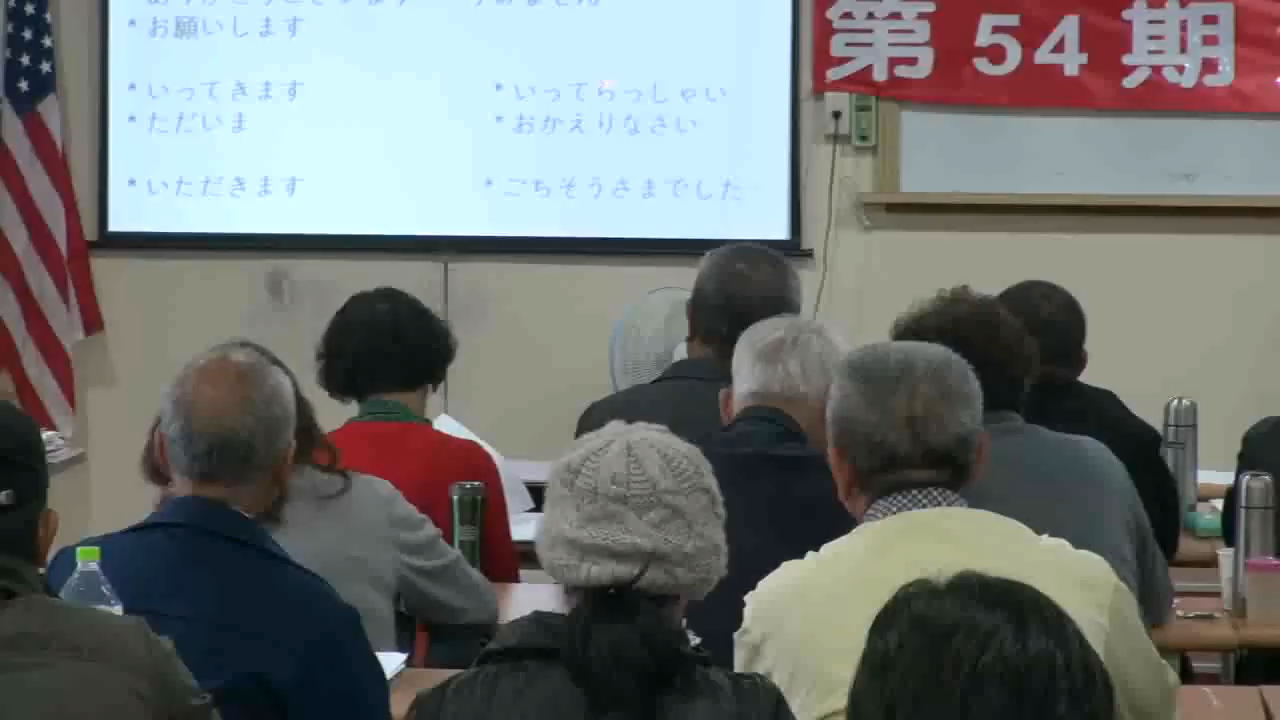 *お願いします
*いってきます *いってらっしゃい
*ただいま *おかえりなさい
*いただきます *ごちそうさまでした
第54期